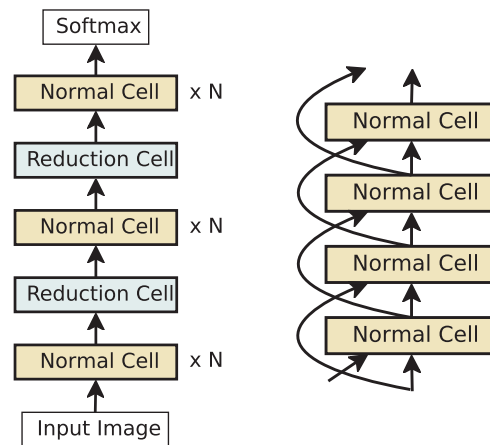 Softmax
Normal Cell x N
Reduction Cell
Normal Cell x N
Reduction Cell
Normal Cell x N
Input Image
Normal Cell
Normal Cell
Normal Cell
Normal Cell